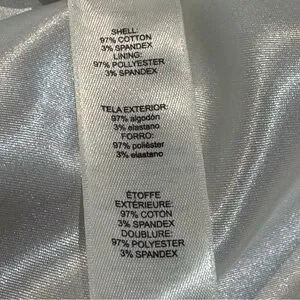 SHELL:
97% COTTON
3% SPANDEX
LINING:
97% POLYESTER
3% SPANDEX
TELA EXTERIOR:
97% algodón
3% elastano
FORRO:
97% poliéster
3% elastano
ÉTOFFE
EXTÉRIEURE:
97% COTON
3% SPANDEX
DOUBLURE:
97% POLYESTER
3% SPANDEX